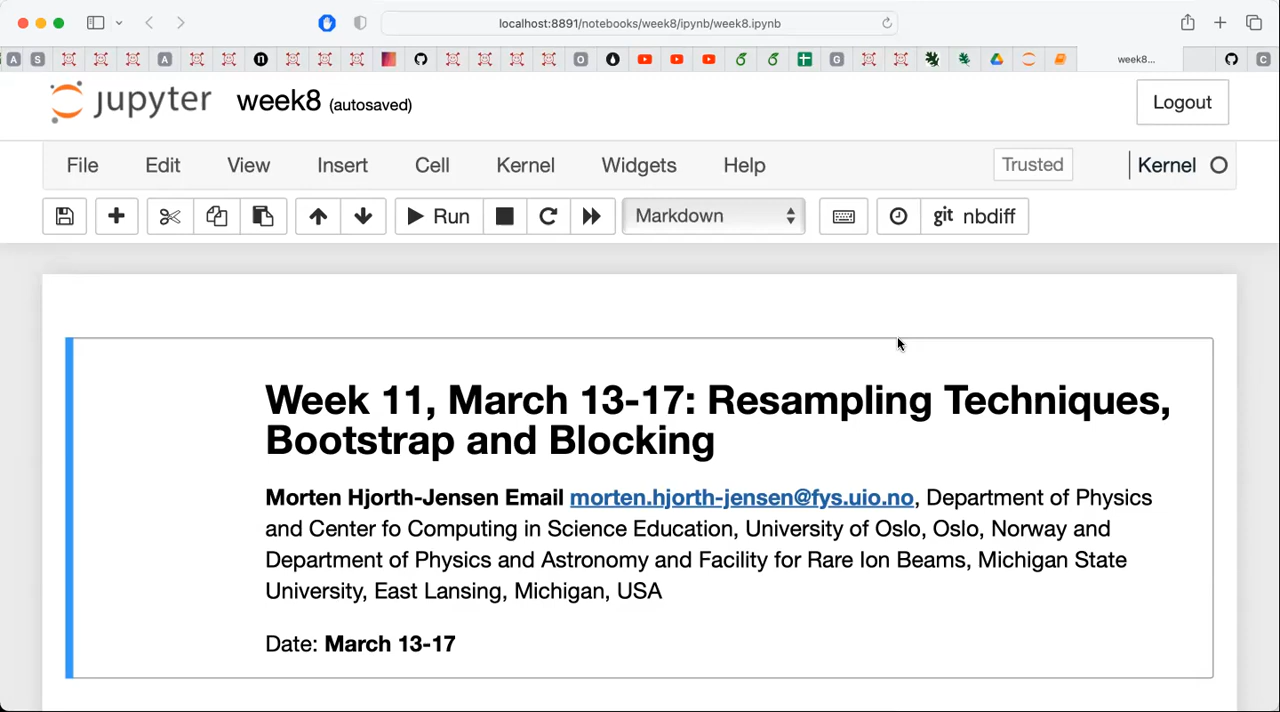 localhost:8891/notebooks/week8/ipynb/week8.ipynb
week8...
jupyter week8 (autosaved)
Logout
File Edit View Insert Cell Kernel Widgets Help Trusted Kernel
Run Markdown git nbdiff
Week 11, March 13-17: Resampling Techniques,
Bootstrap and Blocking
Morten Hjorth-Jensen Email morten.hjorth-jensen@fys.uio.no, Department of Physics
and Center fo Computing in Science Education, University of Oslo, Oslo, Norway and
Department of Physics and Astronomy and Facility for Rare Ion Beams, Michigan State
University, East Lansing, Michigan, USA
Date: March 13-17